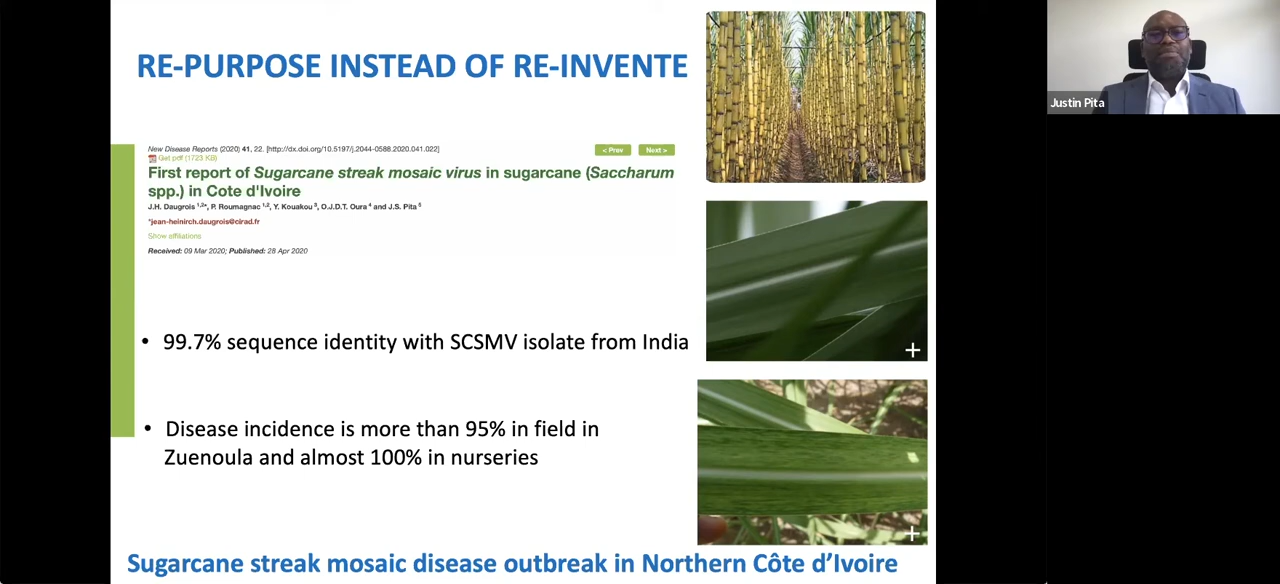 RE-PURPOSE INSTEAD OF RE-INVENTE
Justin Pita
New Disease Reports (2020) 41, 22. [http://dx.doi.org/10.5197/j.2044-0588.2020.041.022]
< Prev
Next >
Get pdf (1723 KB)
First report of Sugarcane streak mosaic virus in sugarcane (Saccharum
spp.) in Cote d'Ivoire
J.H. Daugrois 1,2*, P. Roumagnac 1,2, Y. Kouakou 3, O.J.D.T. Oura 4 and J.S. Pita 5
*jean-heinirch.daugrois@cirad.fr
Show affiliations
Received: 09 Mar 2020; Published: 28 Apr 2020
• 99.7% sequence identity with SCSMV isolate from India
• Disease incidence is more than 95% in field in
Zuenoula and almost 100% in nurseries
Sugarcane streak mosaic disease outbreak in Northern Côte d’Ivoire